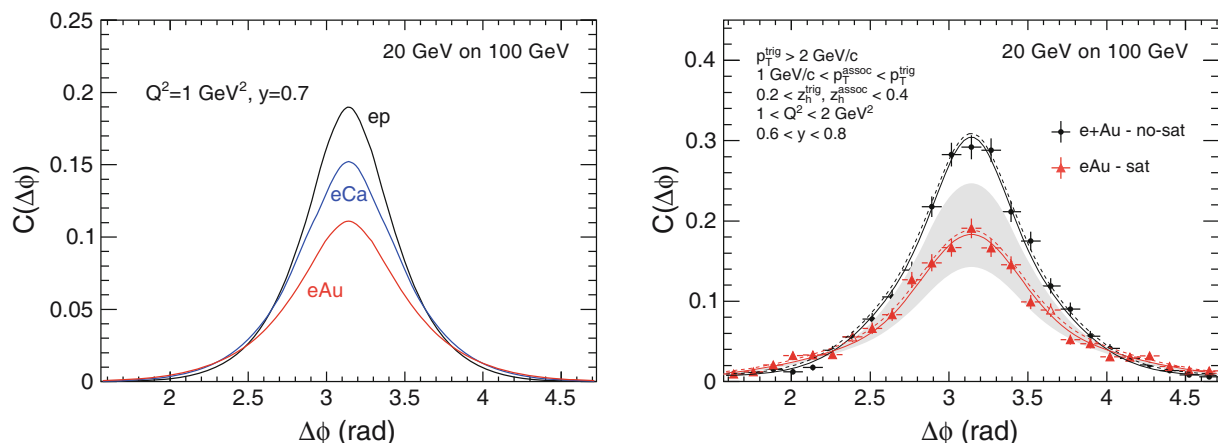 0.25
0.2
0.15
0.1
0.05
0
C(Δϕ)
20 GeV on 100 GeV
Q²=1 GeV², y=0.7
ep
eCa
eAu
2 2.5 3 3.5 4 4.5
Δϕ (rad)
0.4
0.3
0.2
0.1
0
C(Δϕ)
20 GeV on 100 GeV
p_T^trig > 2 GeV/c
1 GeV/c < p_T^assoc < p_T^trig
0.2 < z_h^trig, z_h^assoc < 0.4
1 < Q² < 2 GeV²
0.6 < y < 0.8
e+Au - no-sat
eAu - sat
2 2.5 3 3.5 4 4.5
Δϕ (rad)